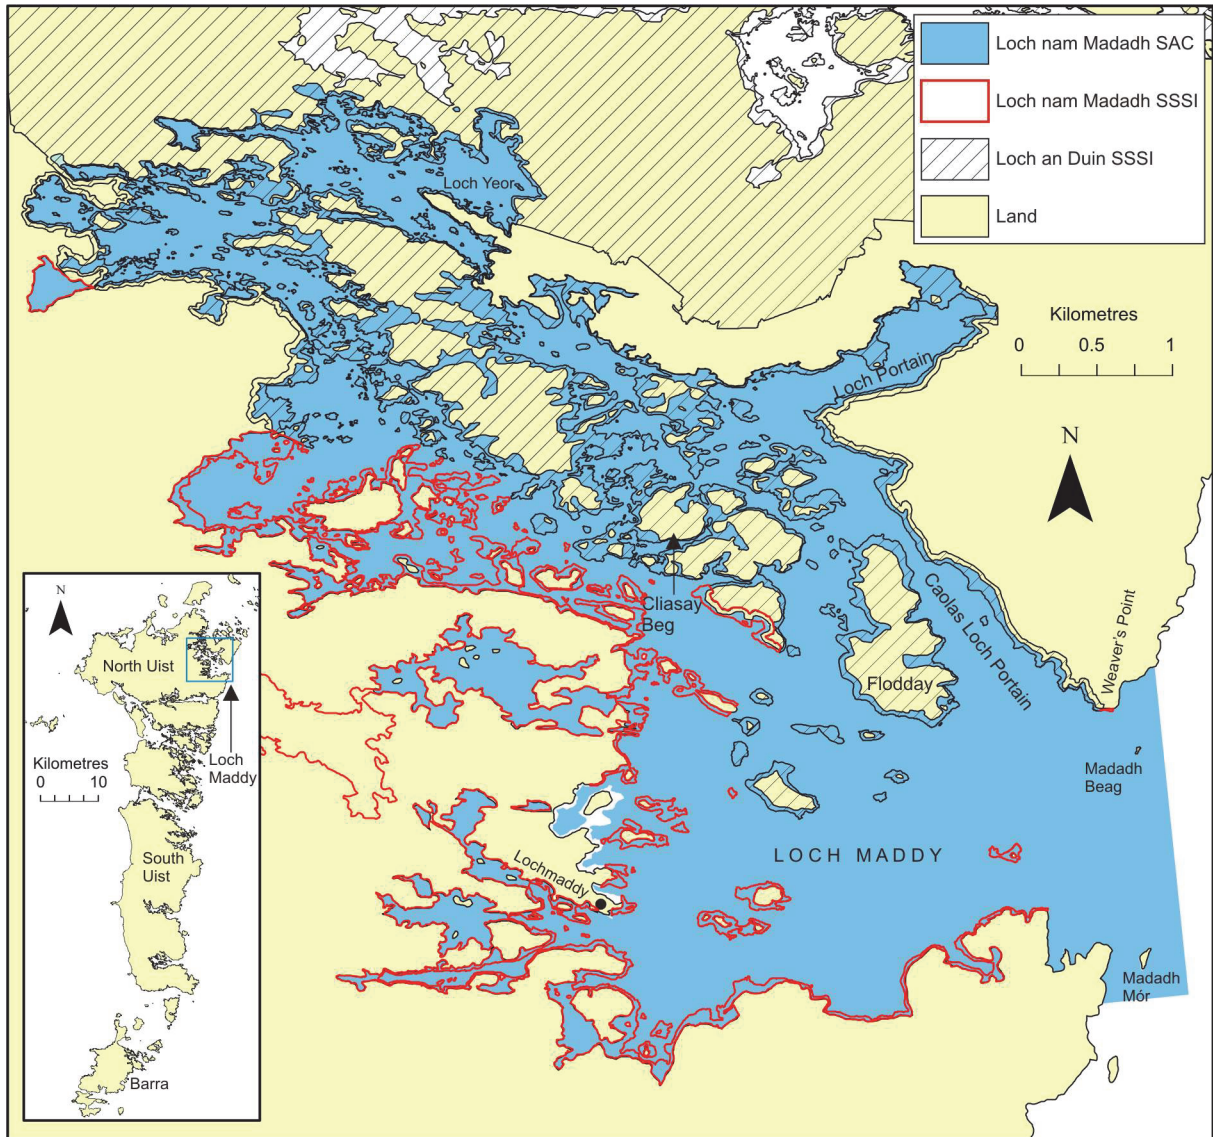 Loch nam Madadh SAC
Loch nam Madadh SSSI
Loch an Duin SSSI
Land
Loch Yeor
Kilometres
0 0.5 1
Loch Portain
N
Cliasay
Beg
Caolas Loch Portain
Weaver's Point
Flodday
Madadh
Beag
LOCH MADDY
Lochmaddy
Madadh
Mór
N
North Uist
Loch
Maddy
Kilometres
0 10
South
Uist
Barra